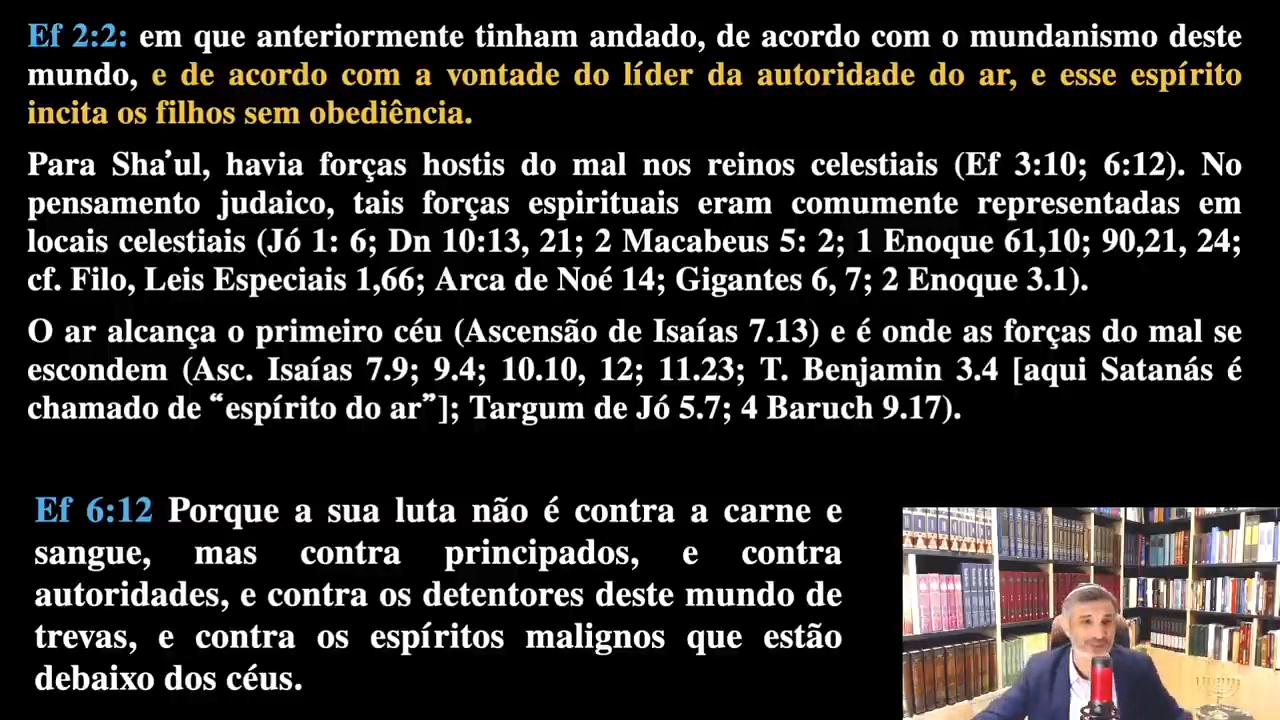 Ef 2:2: em que anteriormente tinham andado, de acordo com o mundanismo deste
mundo, e de acordo com a vontade do líder da autoridade do ar, e esse espírito
incita os filhos sem obediência.
Para Sha’ul, havia forças hostis do mal nos reinos celestiais (Ef 3:10; 6:12). No
pensamento judaico, tais forças espirituais eram comumente representadas em
locais celestiais (Jó 1: 6; Dn 10:13, 21; 2 Macabeus 5: 2; 1 Enoque 61,10; 90,21, 24;
cf. Filo, Leis Especiais 1,66; Arca de Noé 14; Gigantes 6, 7; 2 Enoque 3.1).
O ar alcança o primeiro céu (Ascensão de Isaías 7.13) e é onde as forças do mal se
escondem (Asc. Isaías 7.9; 9.4; 10.10, 12; 11.23; T. Benjamin 3.4 [aqui Satanás é
chamado de “espírito do ar”]; Targum de Jó 5.7; 4 Baruch 9.17).
Ef 6:12 Porque a sua luta não é contra a carne e
sangue, mas contra principados, e contra
autoridades, e contra os detentores deste mundo de
trevas, e contra os espíritos malignos que estão
debaixo dos céus.